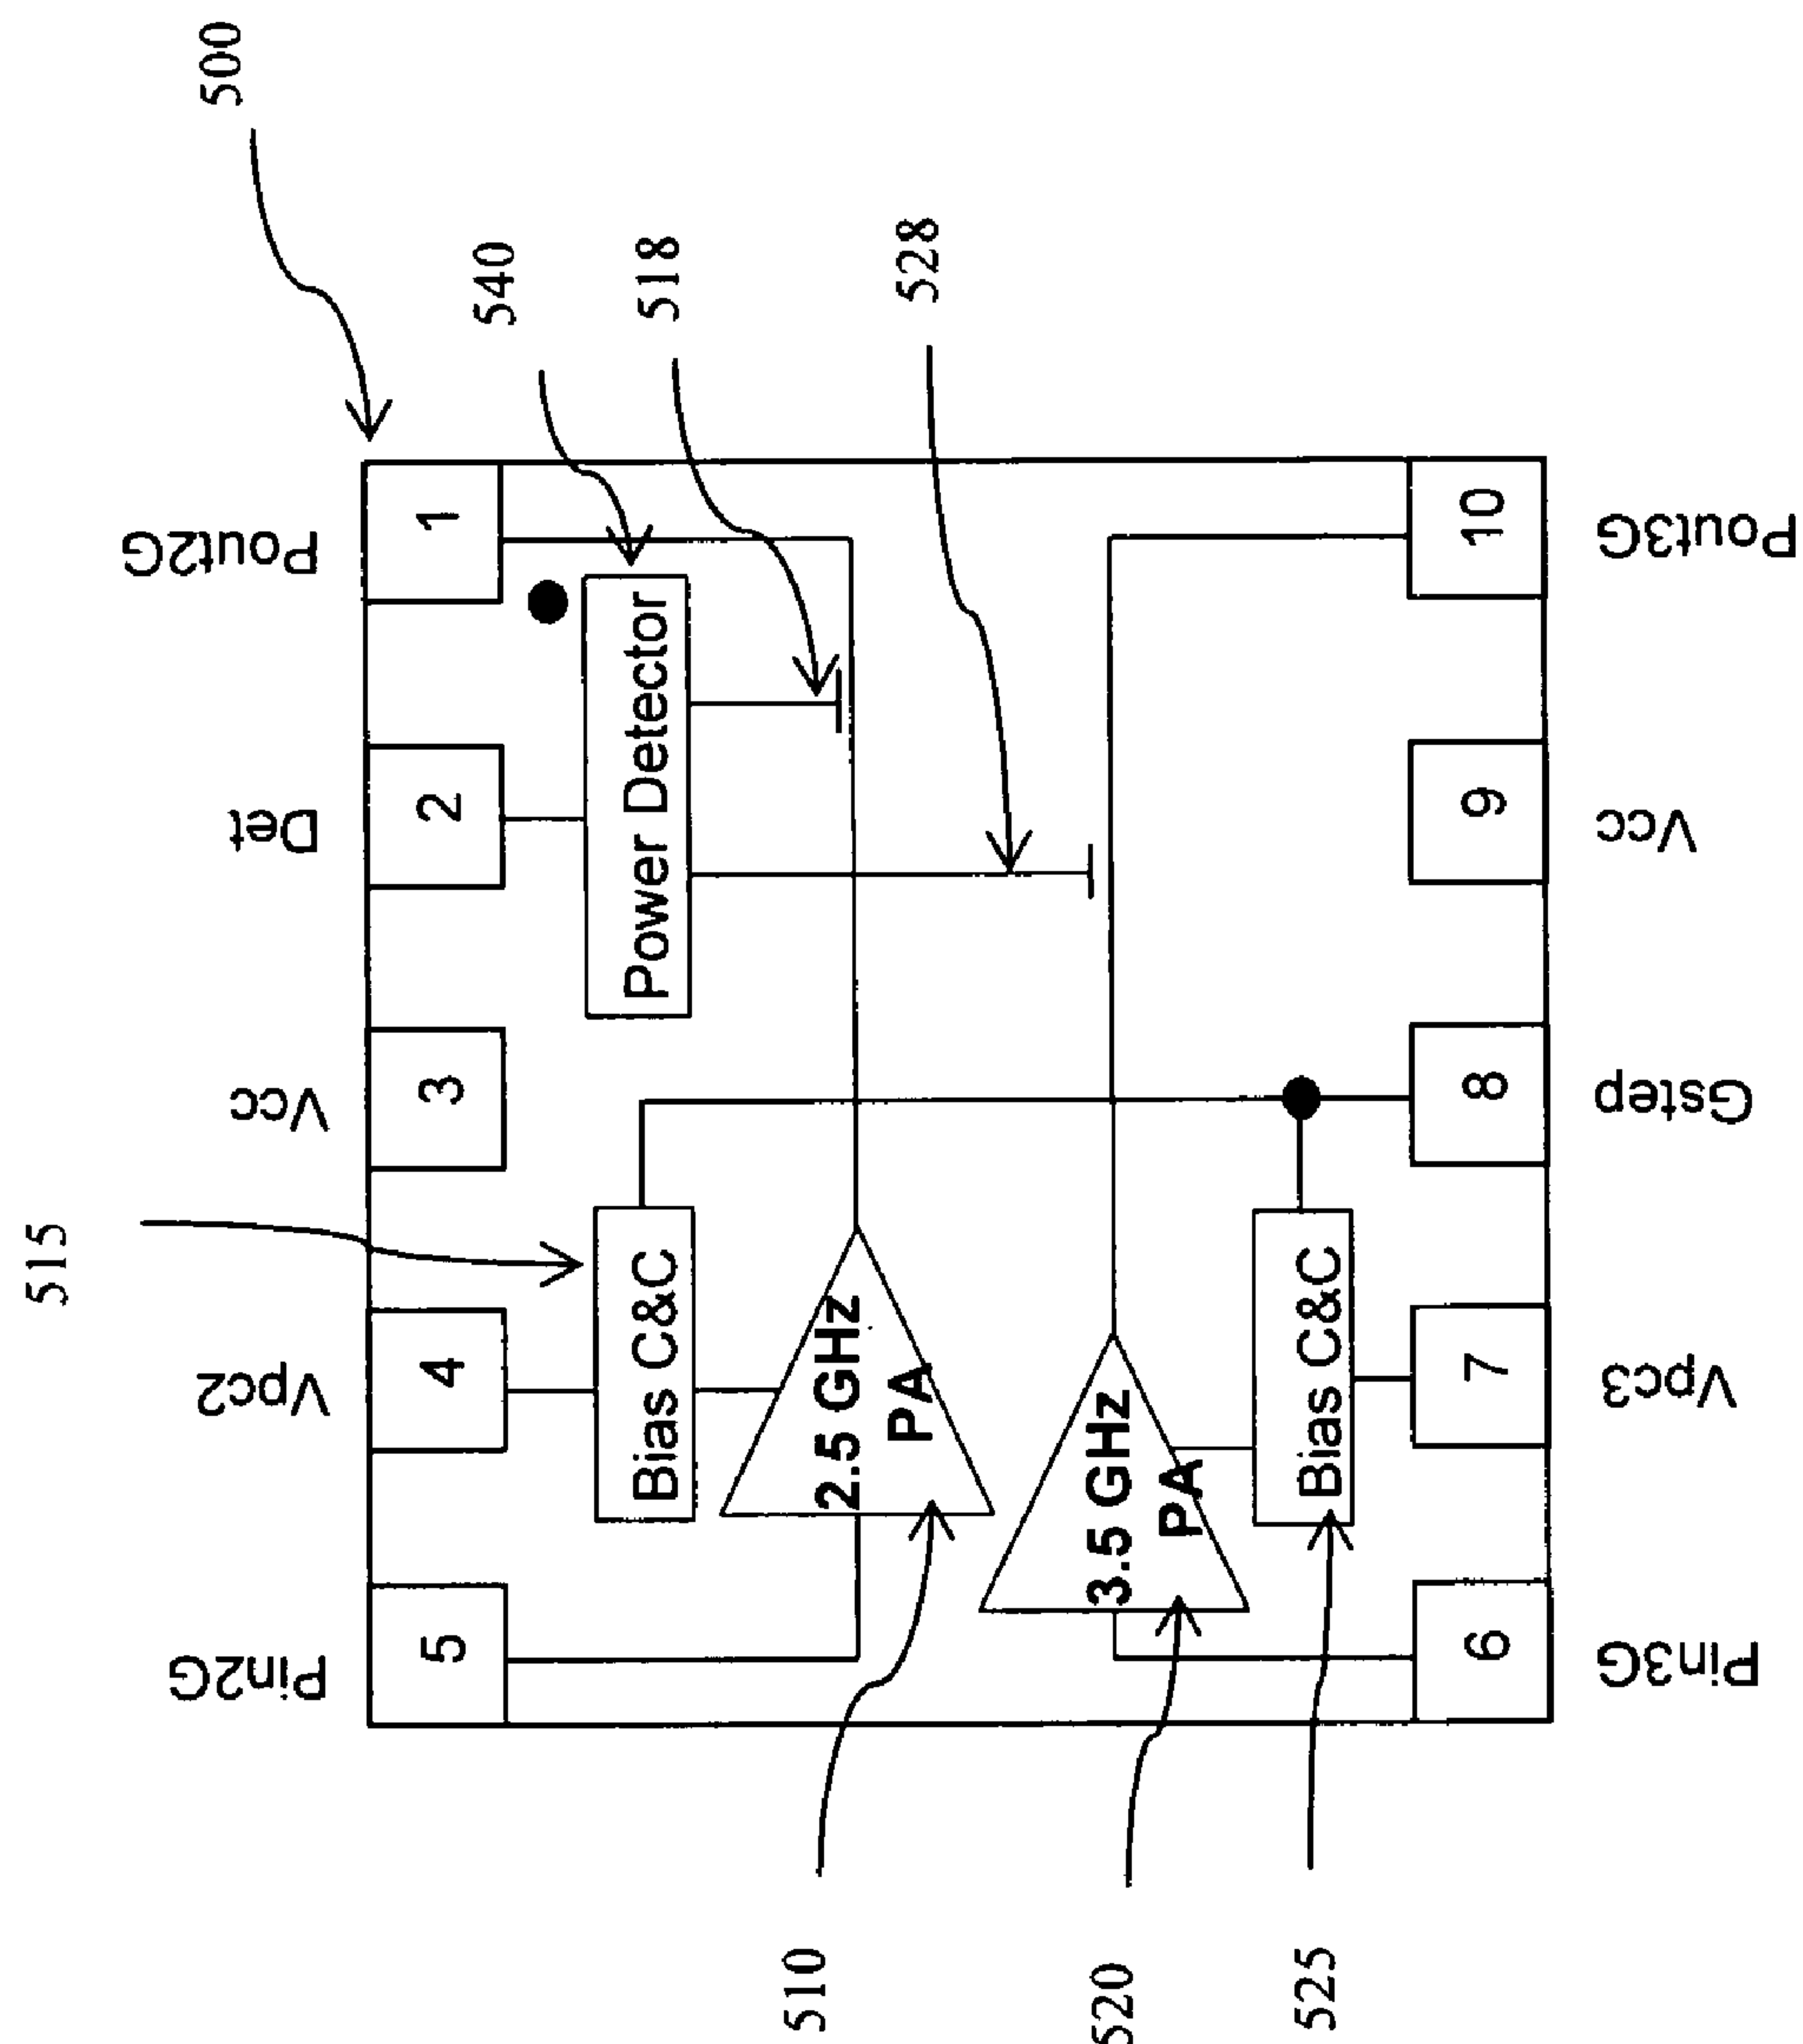 500
540
518
528
515
510
520
525
Pout2G
Det
Vcc
Vpc2
Pin2G
1
2
3
4
5
Power Detector
Bias C&C
2.5 GHz
PA
3.5 GHz
PA
Bias C&C
10
9
8
7
6
Pout3G
Vcc
Gstep
Vpc3
Pin3G